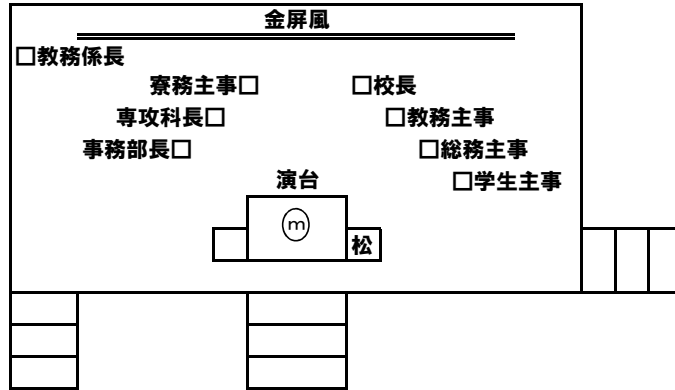 金屏風
□教務係長
寮務主事□ □校長
専攻科長□ □教務主事
事務部長□ □総務主事
演台 □学生主事
ⓜ
松